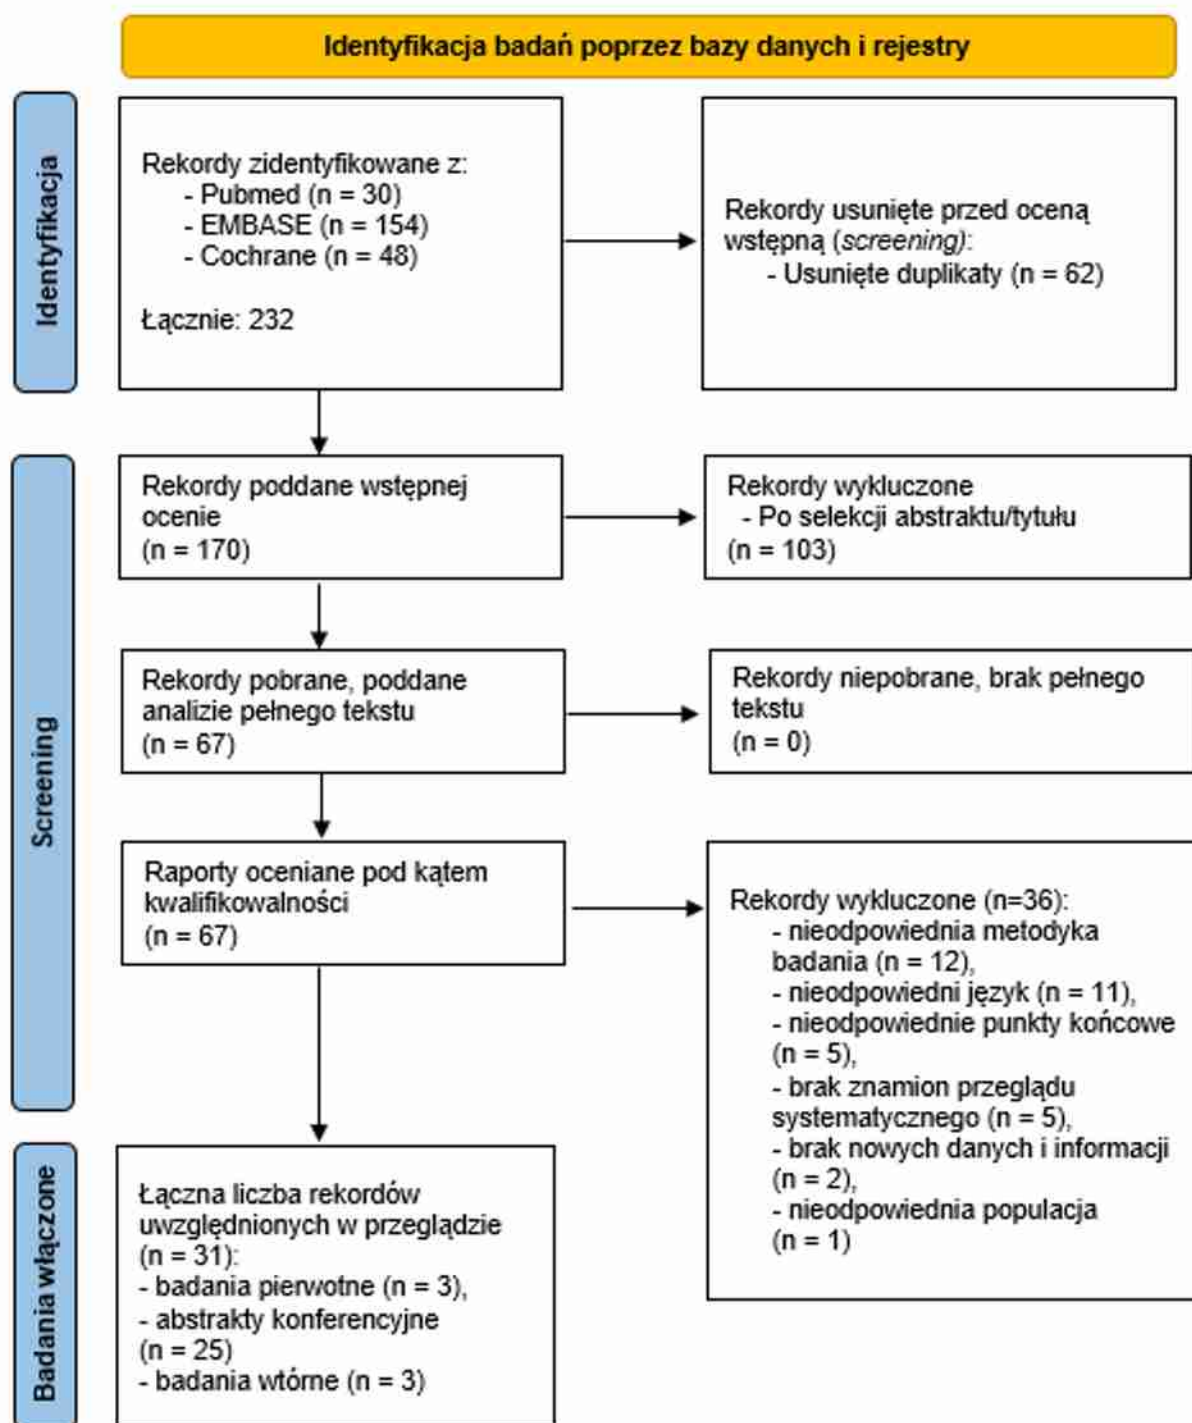 Identyfikacja badań poprzez bazy danych i rejestry
Identyfikacja
Rekordy zidentyfikowane z:
- Pubmed (n = 30)
- EMBASE (n = 154)
- Cochrane (n = 48)
Łącznie: 232
Rekordy usunięte przed oceną
wstępną (screening):
- Usunięte duplikaty (n = 62)
Screening
Rekordy poddane wstępnej
ocenie
(n = 170)
Rekordy wykluczone
- Po selekcji abstraktu/tytułu
(n = 103)
Rekordy pobrane, poddane
analizie pełnego tekstu
(n = 67)
Rekordy niepobrane, brak pełnego
tekstu
(n = 0)
Raporty oceniane pod kątem
kwalifikowalności
(n = 67)
Rekordy wykluczone (n=36):
- nieodpowiednia metodyka
badania (n = 12),
- nieodpowiedni język (n = 11),
- nieodpowiednie punkty końcowe
(n = 5),
- brak znamion przeglądu
systematycznego (n = 5),
- brak nowych danych i informacji
(n = 2),
- nieodpowiednia populacja
(n = 1)
Badania włączone
Łączna liczba rekordów
uwzględnionych w przeglądzie
(n = 31):
- badania pierwotne (n = 3),
- abstrakty konferencyjne
(n = 25)
- badania wtórne (n = 3)